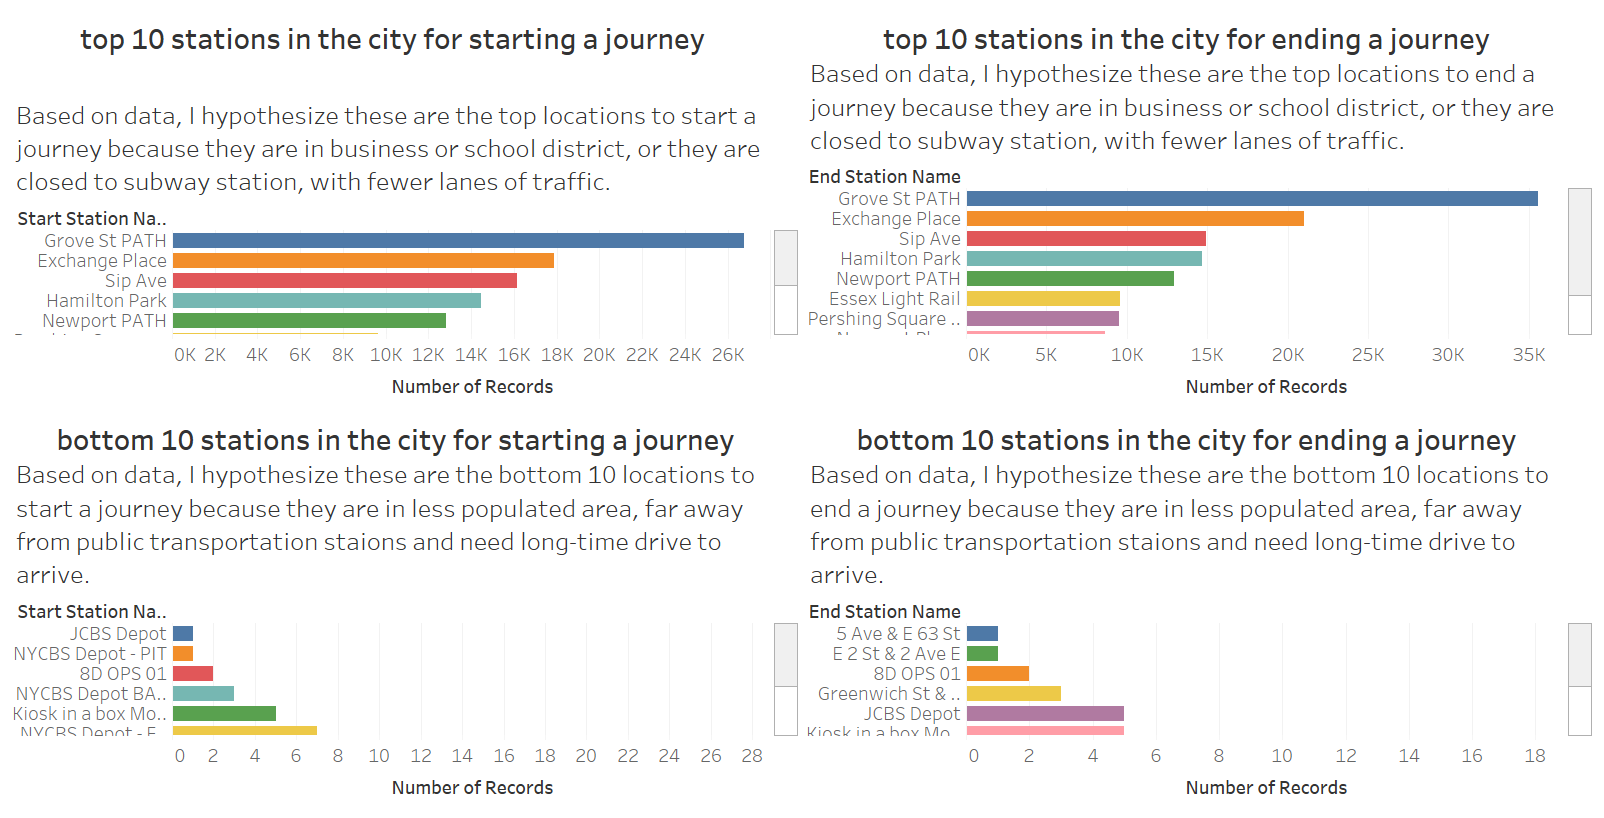 top 10 stations in the city for starting a journey
Based on data, I hypothesize these are the top locations to start a
journey because they are in business or school district, or they are
closed to subway station, with fewer lanes of traffic.
Start Station Na..
Grove St PATH
Exchange Place
Sip Ave
Hamilton Park
Newport PATH
0K 2K 4K 6K 8K 10K 12K 14K 16K 18K 20K 22K 24K 26K
Number of Records
top 10 stations in the city for ending a journey
Based on data, I hypothesize these are the top locations to end a
journey because they are in business or school district, or they are
closed to subway station, with fewer lanes of traffic.
End Station Name
Grove St PATH
Exchange Place
Sip Ave
Hamilton Park
Newport PATH
Essex Light Rail
Pershing Square ..
0K 5K 10K 15K 20K 25K 30K 35K
Number of Records
bottom 10 stations in the city for starting a journey
Based on data, I hypothesize these are the bottom 10 locations to
start a journey because they are in less populated area, far away
from public transportation staions and need long-time drive to
arrive.
Start Station Na..
JCBS Depot
NYCBS Depot - PIT
8D OPS 01
NYCBS Depot BA..
Kiosk in a box Mo..
NYCBS Depot -
0 2 4 6 8 10 12 14 16 18 20 22 24 26 28
Number of Records
bottom 10 stations in the city for ending a journey
Based on data, I hypothesize these are the bottom 10 locations to
end a journey because they are in less populated area, far away
from public transportation staions and need long-time drive to
arrive.
End Station Name
5 Ave & E 63 St
E 2 St & 2 Ave E
8D OPS 01
Greenwich St & ..
JCBS Depot
Kiosk in a box Mo..
0 2 4 6 8 10 12 14 16 18
Number of Records